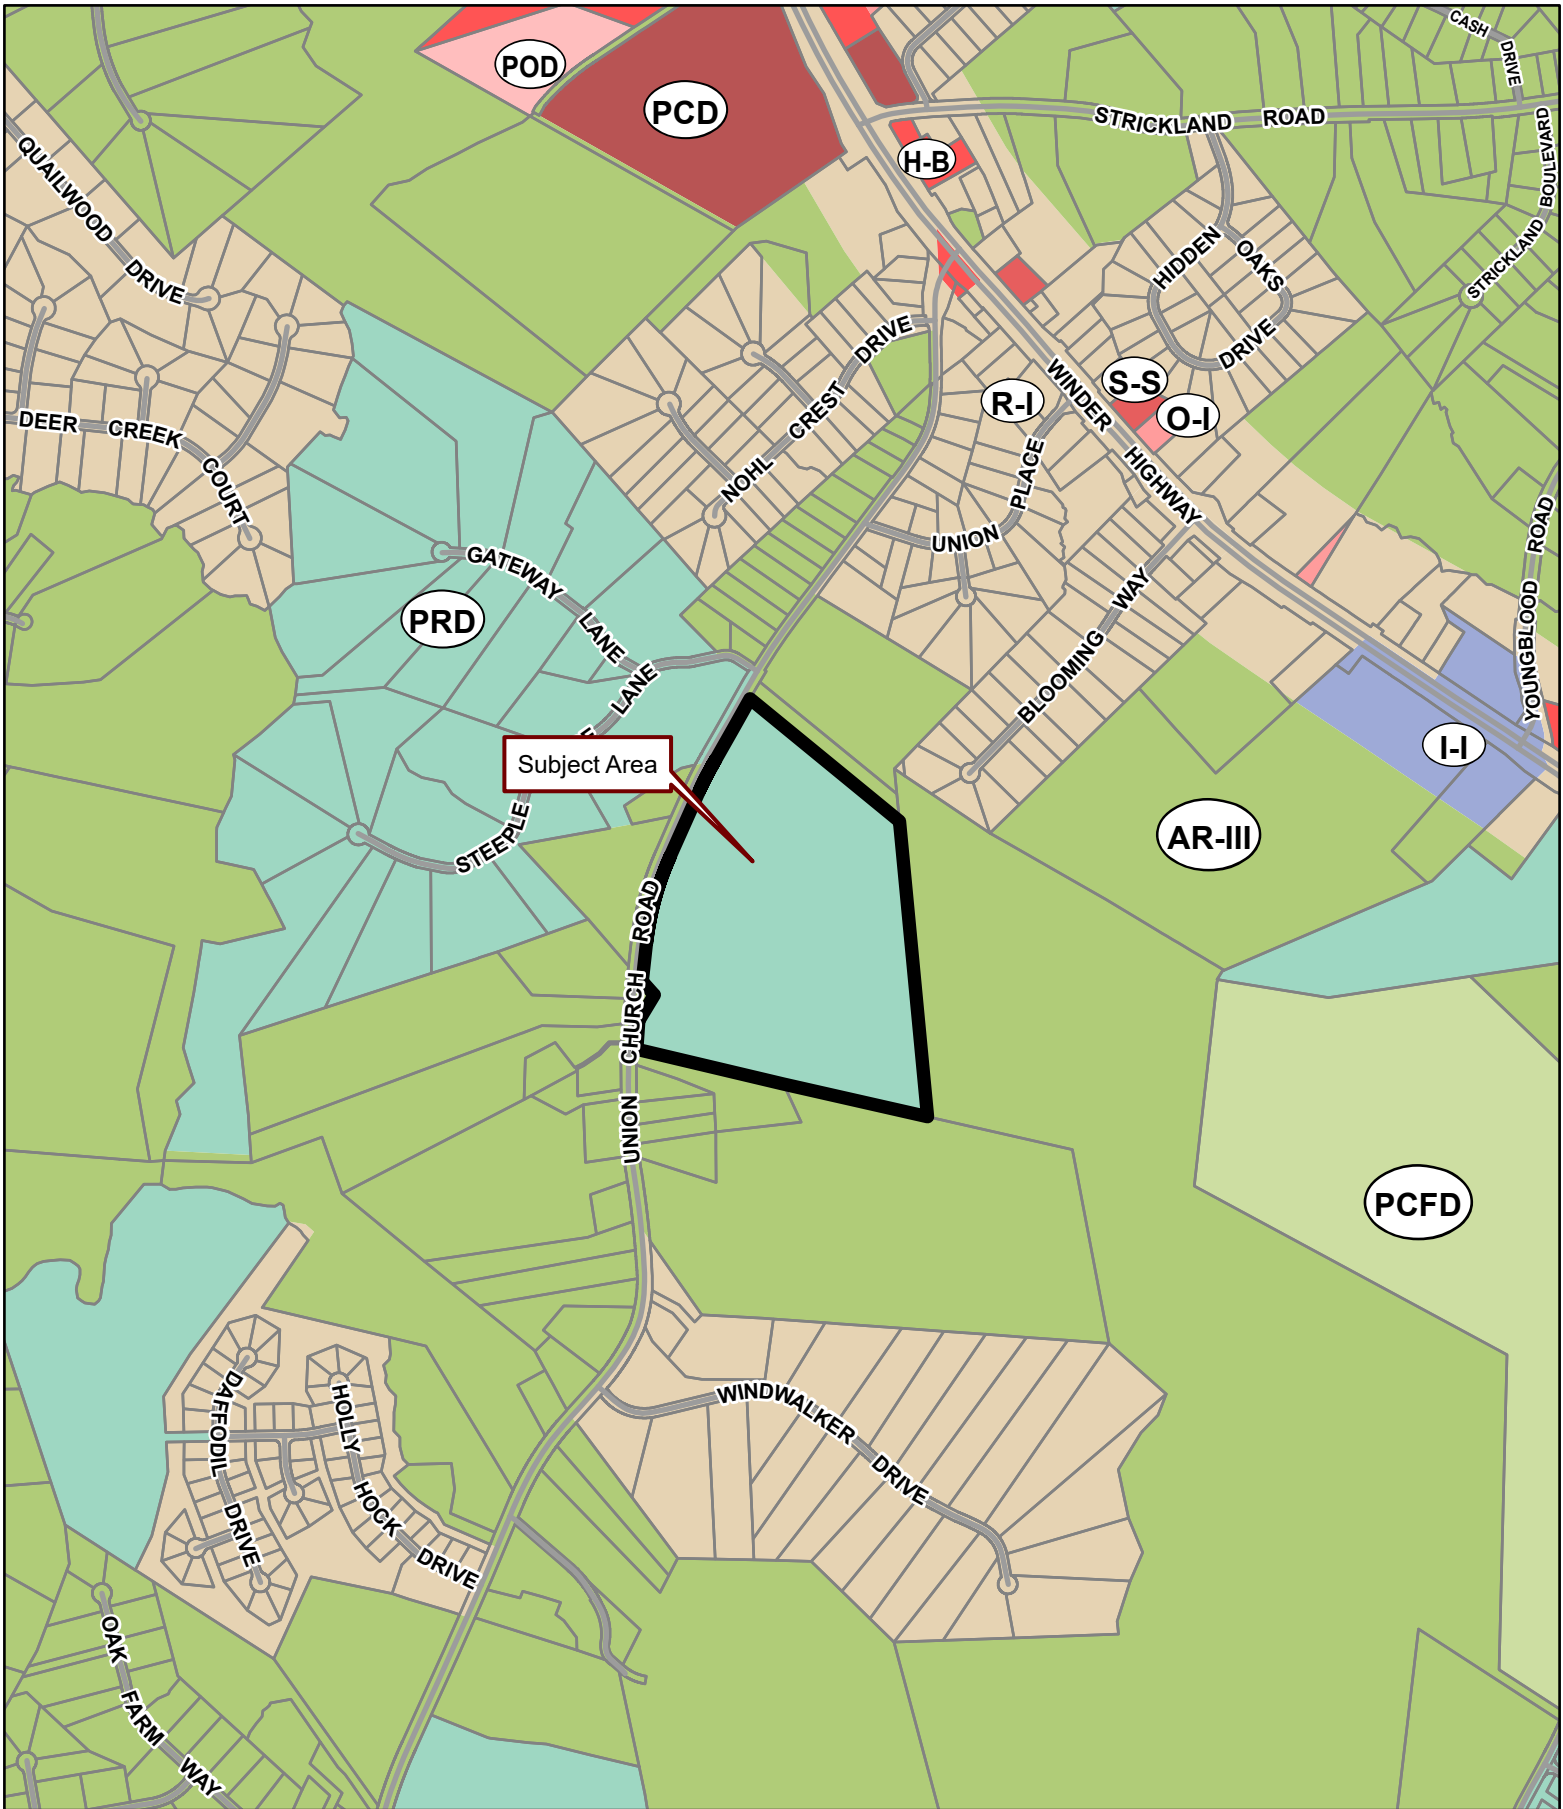 CASH DRIVE
POD
PCD
STRICKLAND ROAD
H-B
STRICKLAND BOULEVARD
QUAILWOOD DRIVE
HIDDEN OAKS DRIVE
NOHL CREST DRIVE
WINDER HIGHWAY
S-S
R-I
O-I
DEER CREEK COURT
UNION PLACE
YOUNGBLOOD ROAD
GATEWAY LANE
PRD
BLOOMING WAY
STEEPLE LANE
Subject Area
I-I
AR-III
UNION CHURCH ROAD
PCFD
WINDWALKER DRIVE
DAFFODIL DRIVE
HOLLY HOCK DRIVE
OAK FARM WAY